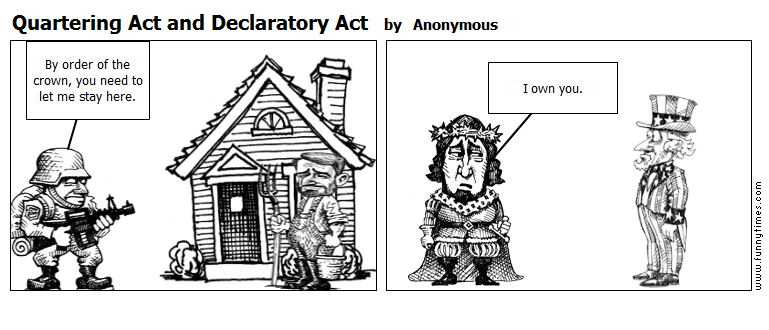 Quartering Act and Declaratory Act by Anonymous
By order of the
crown, you need to
let me stay here.
I own you.
www.funnytimes.com